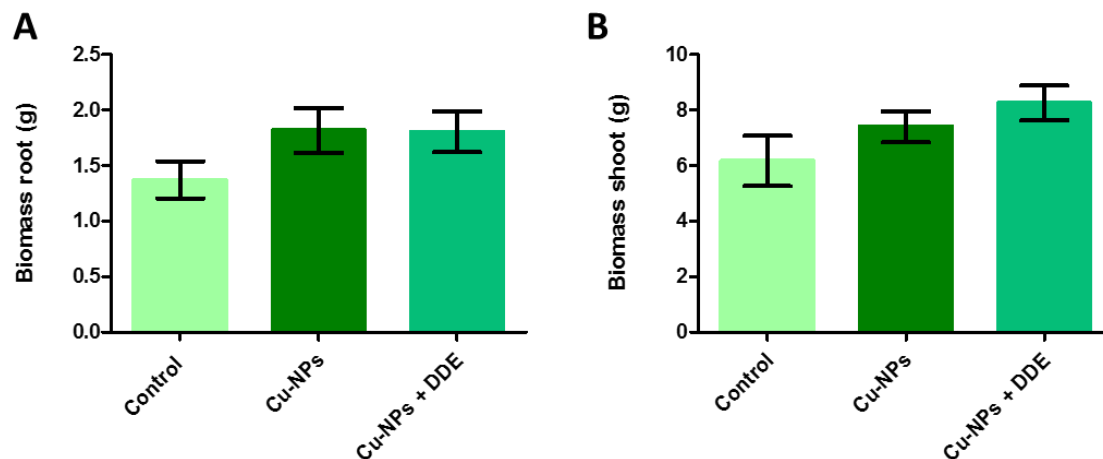 A
Biomass root (g)
2.5
2.0
1.5
1.0
0.5
0.0
Control
Cu-NPs
Cu-NPs + DDE
B
Biomass shoot (g)
10
8
6
4
2
0
Control
Cu-NPs
Cu-NPs + DDE